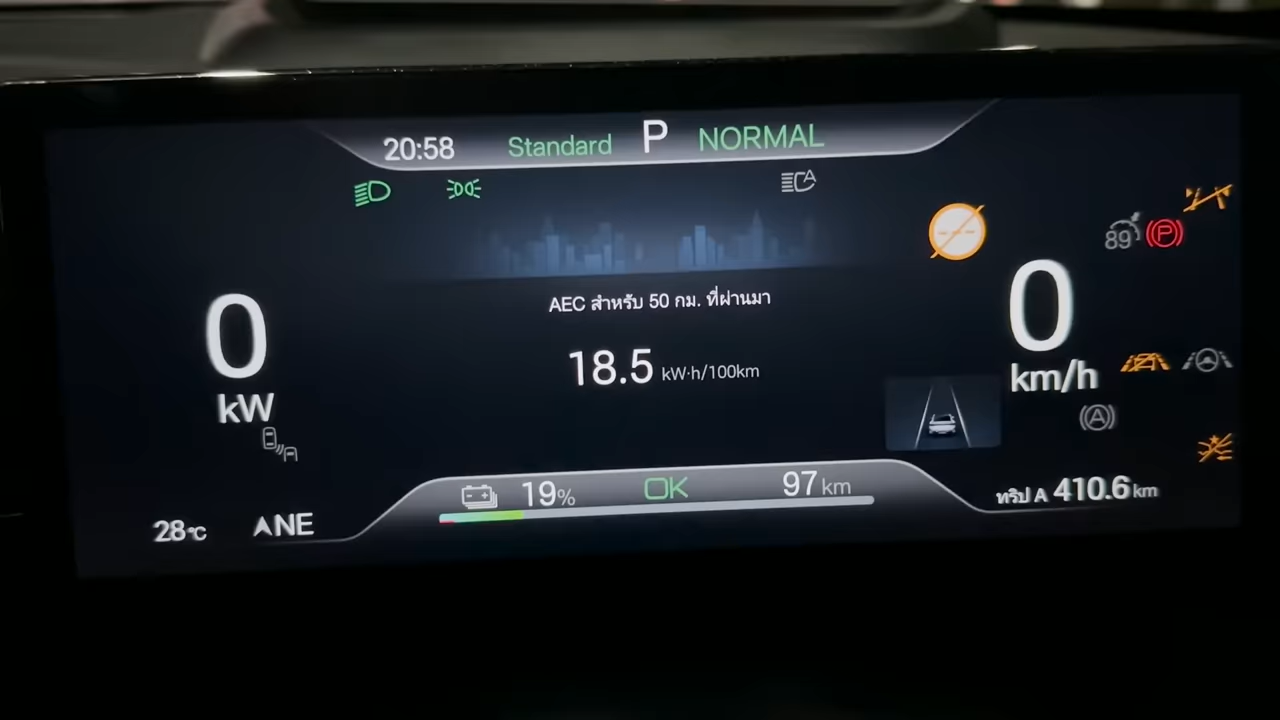 20:58 Standard P NORMAL
89
0
kW
AEC สำหรับ 50 กม. ที่ผ่านมา
18.5 kW·h/100km
0
km/h
19% OK 97 km
ทริป A 410.6 km
28°C NE